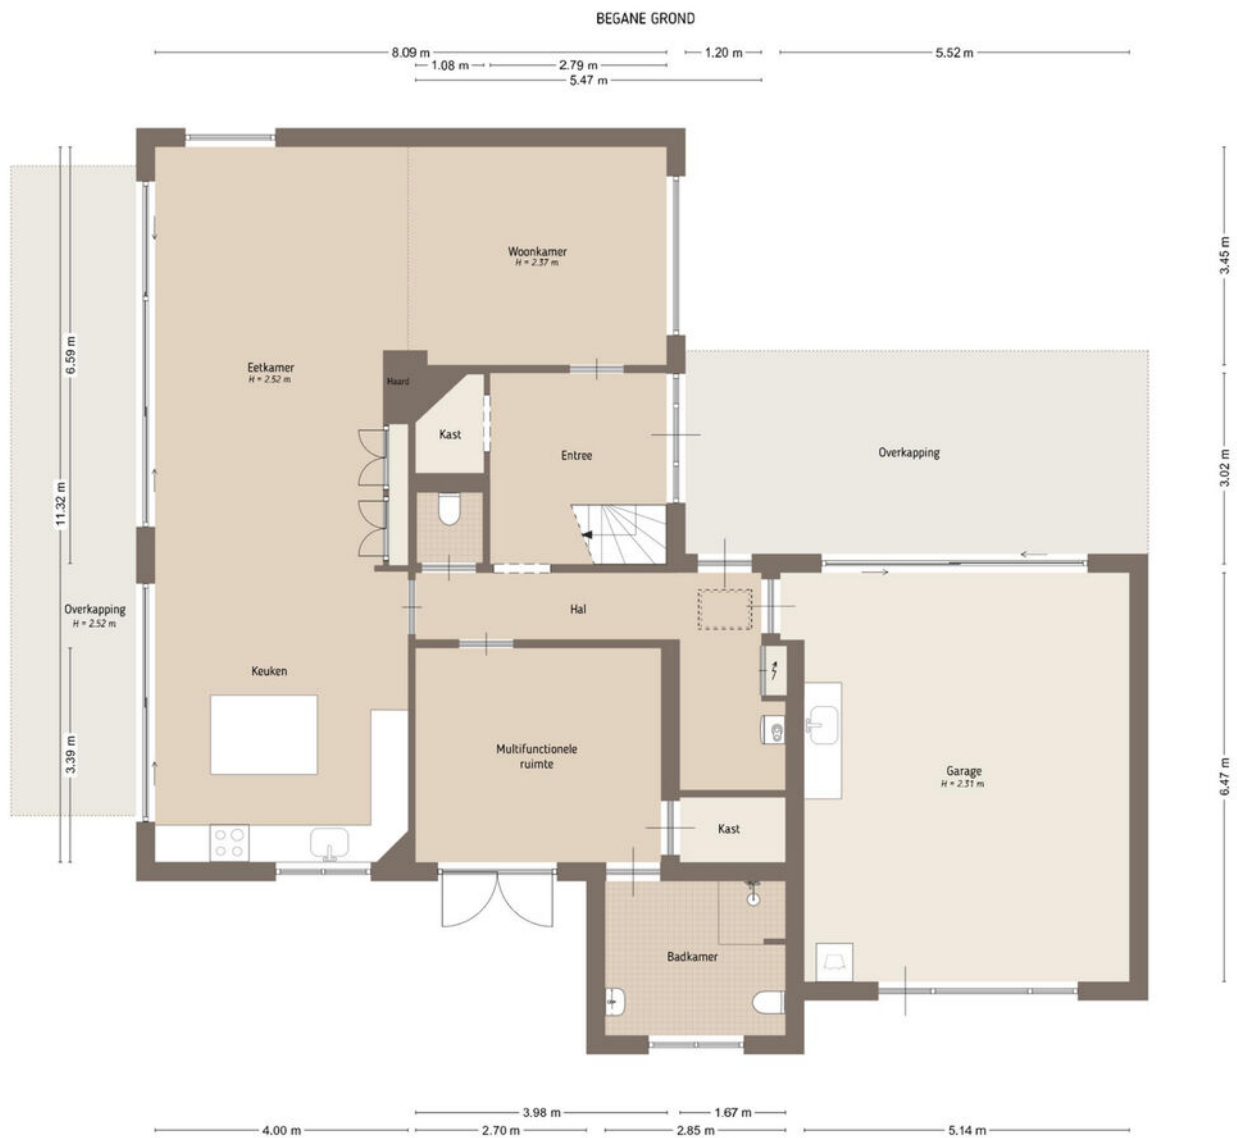 BEGANE GROND
8.09 m
1.20 m
5.52 m
1.08 m
2.79 m
5.47 m
Woonkamer
H = 2.37 m
3.45 m
6.59 m
Eetkamer
H = 2.52 m
Haard
Kast
Entree
Overkapping
3.02 m
11.32 m
Overkapping
H = 2.52 m
Hal
Keuken
3.39 m
Multifunctionele
ruimte
Garage
H = 2.31 m
6.47 m
Kast
Badkamer
3.98 m
1.67 m
4.00 m
2.70 m
2.85 m
5.14 m